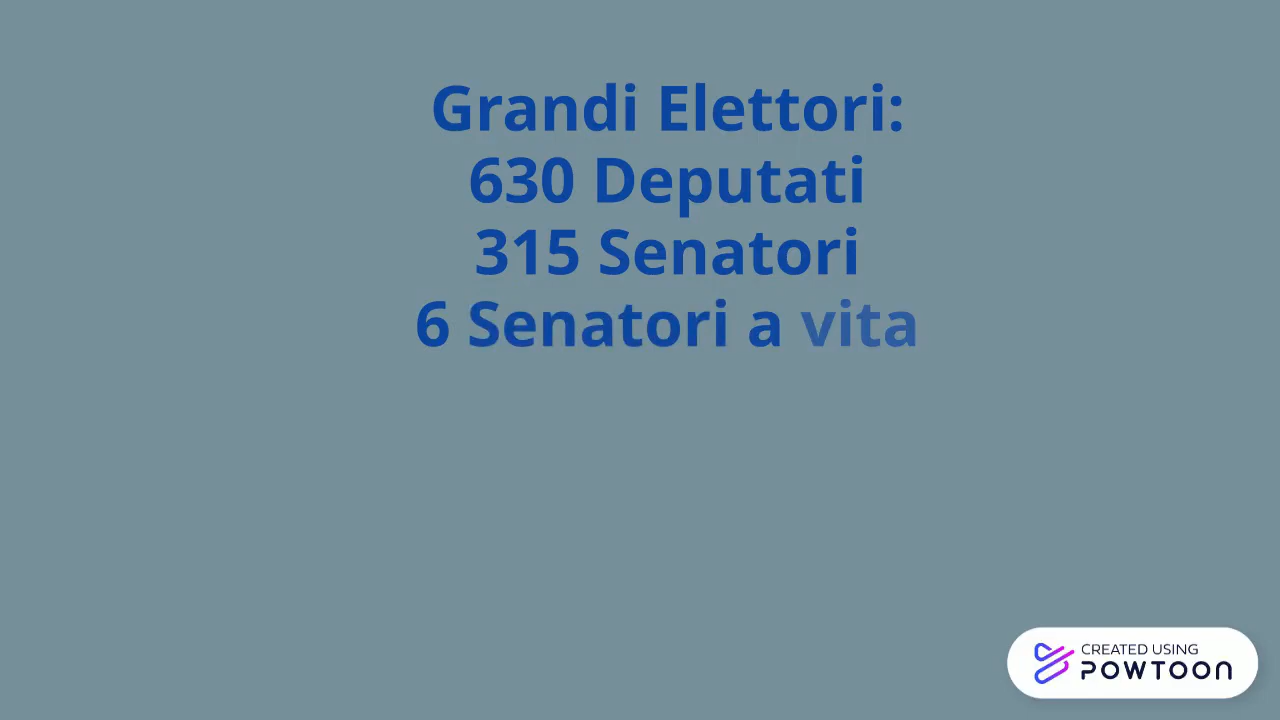 Grandi Elettori:
630 Deputati
315 Senatori
6 Senatori a vita
CREATED USING
POWTOON